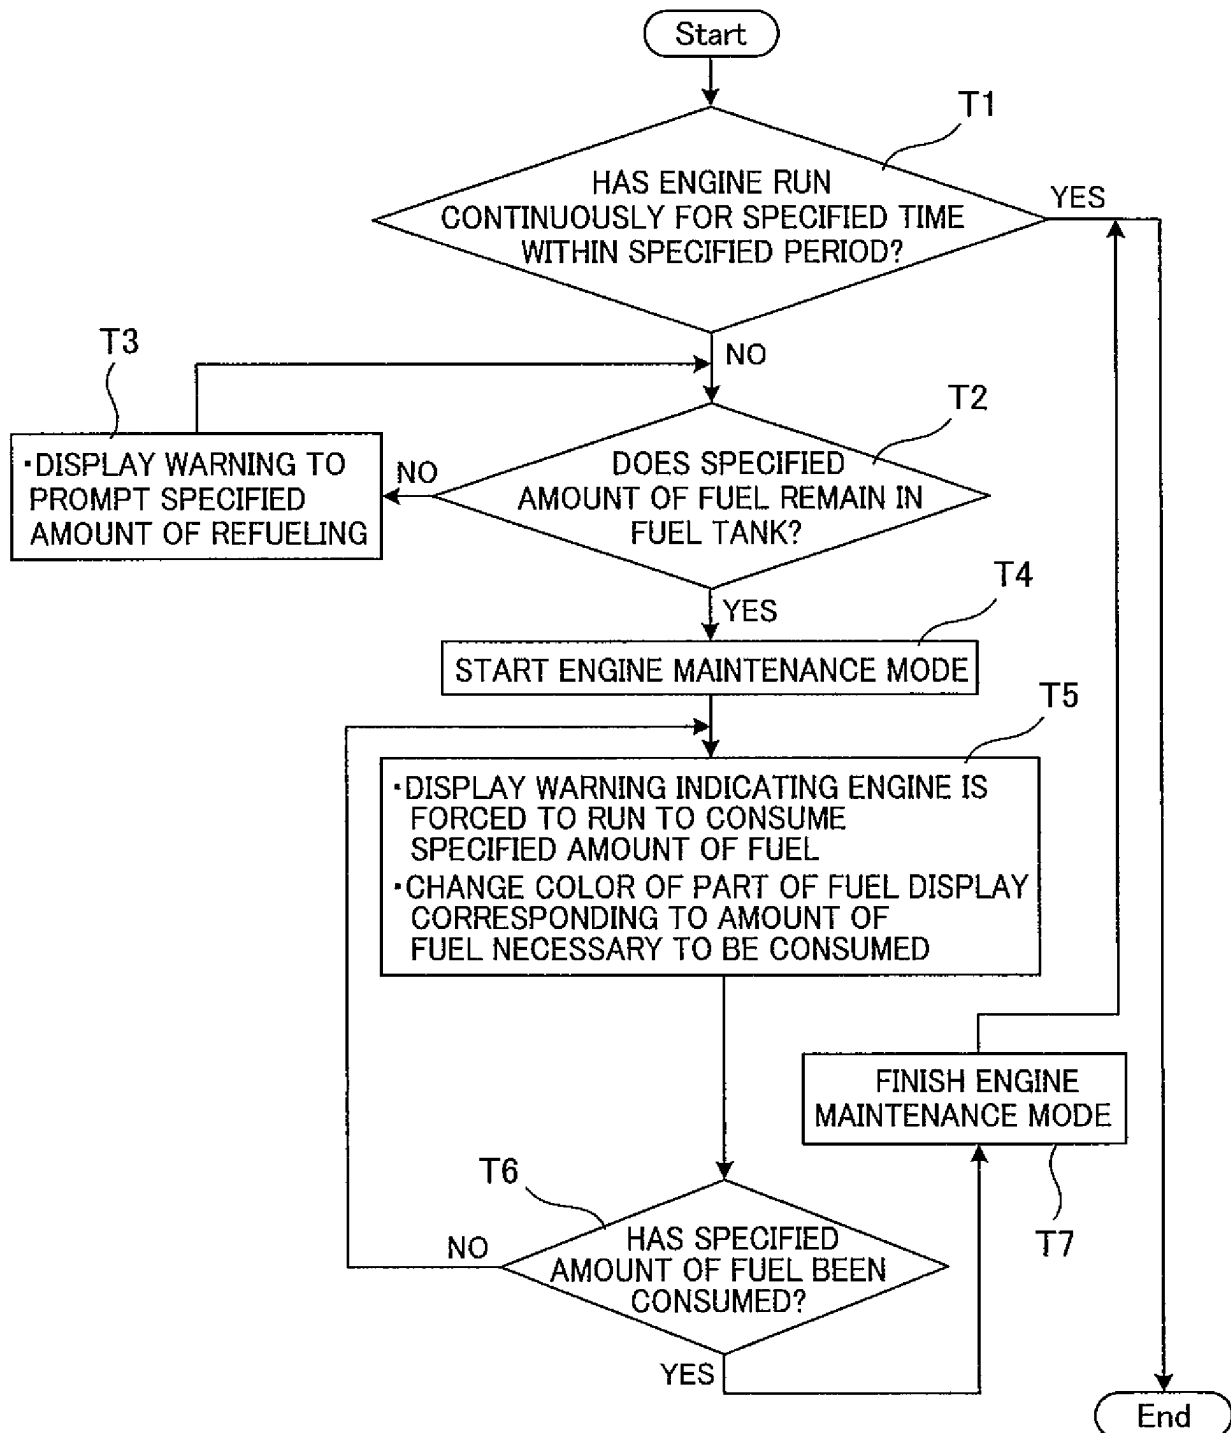 Start
T1
HAS ENGINE RUN
CONTINUOUSLY FOR SPECIFIED TIME
WITHIN SPECIFIED PERIOD?
YES
NO
T3
·DISPLAY WARNING TO
PROMPT SPECIFIED
AMOUNT OF REFUELING
NO
T2
DOES SPECIFIED
AMOUNT OF FUEL REMAIN IN
FUEL TANK?
YES
T4
START ENGINE MAINTENANCE MODE
T5
·DISPLAY WARNING INDICATING ENGINE IS
FORCED TO RUN TO CONSUME
SPECIFIED AMOUNT OF FUEL
·CHANGE COLOR OF PART OF FUEL DISPLAY
CORRESPONDING TO AMOUNT OF
FUEL NECESSARY TO BE CONSUMED
FINISH ENGINE
MAINTENANCE MODE
T7
T6
NO
HAS SPECIFIED
AMOUNT OF FUEL BEEN
CONSUMED?
YES
End